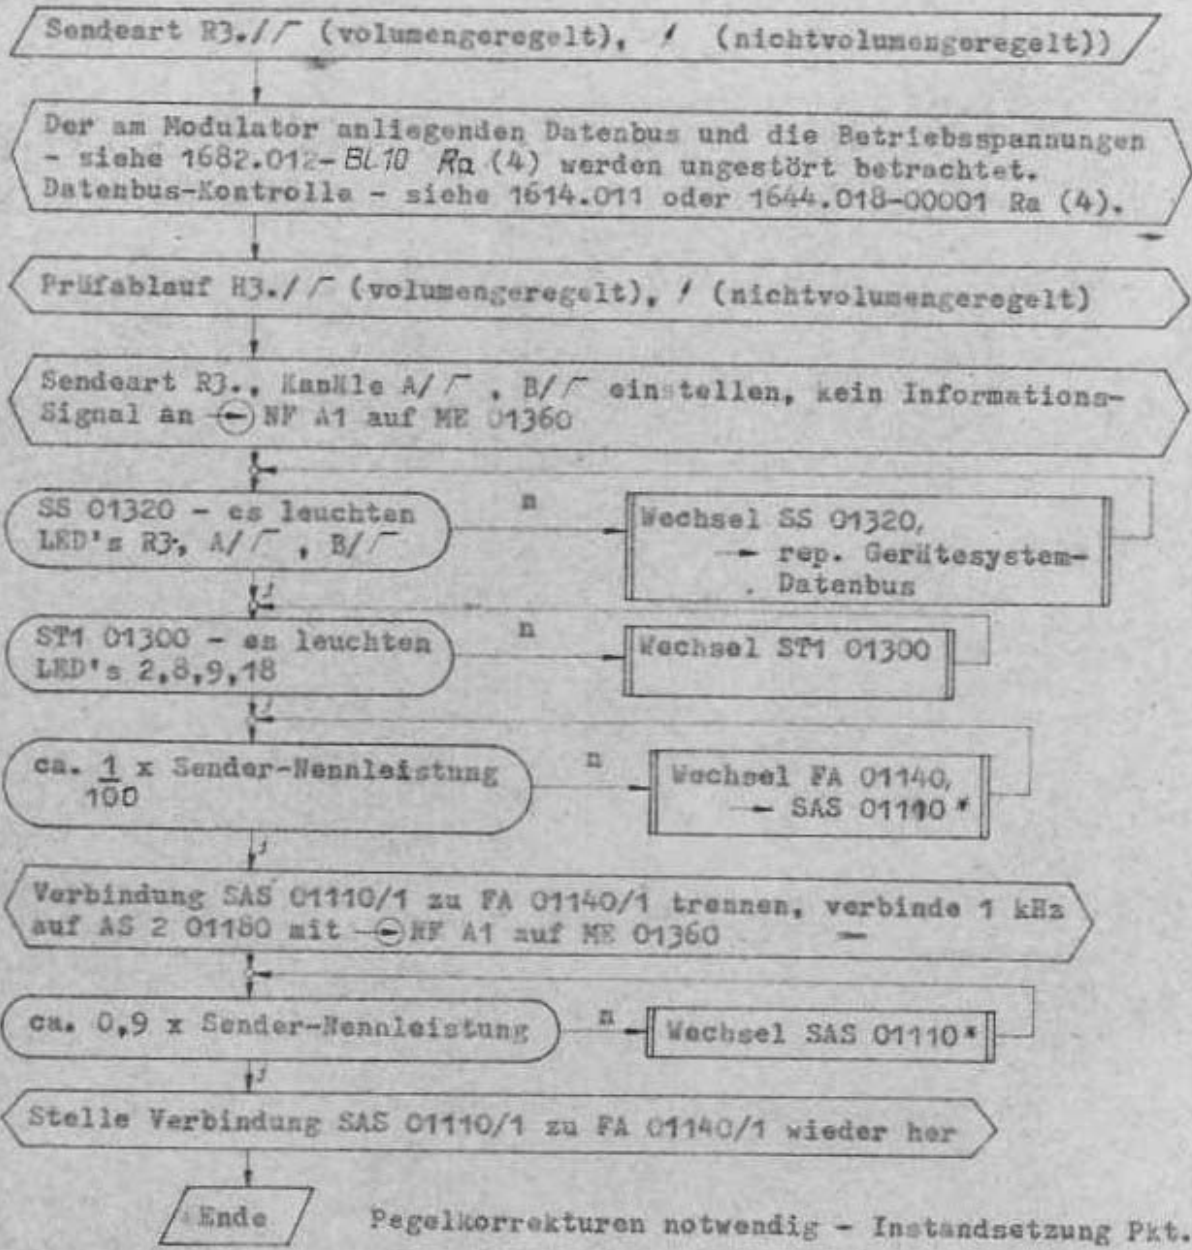 Sendeart R3.// ‾ (volumengeregelt), / (nichtvolumengeregelt))
Der am Modulator anliegenden Datenbus und die Betriebsspannungen
- siehe 1682.012-BL10 Ra (4) werden ungestört betrachtet.
Datenbus-Kontrolle - siehe 1614.011 oder 1644.018-00001 Ra (4).
Prüfablauf H3.// ‾ (volumengeregelt), / (nichtvolumengeregelt)
Sendeart R3., Kanäle A/ ┌ , B/ ┌ einstellen, kein Informations-
Signal an NF A1 auf ME 01360
SS 01320 - es leuchten
LED's R3., A/ ┌ , B/ ┌
n
Wechsel SS 01320,
→ rep. Gerätesystem-
Datenbus
j
ST1 01300 - es leuchten
LED's 2,8,9,18
n
Wechsel ST1 01300
j
ca. 1/100 x Sender-Nennleistung
n
Wechsel FA 01140,
→ SAS 01110*
j
Verbindung SAS 01110/1 zu FA 01140/1 trennen, verbinde 1 kHz
auf AS 2 01180 mit NF A1 auf ME 01360
ca. 0,9 x Sender-Nennleistung
n
Wechsel SAS 01110*
j
Stelle Verbindung SAS 01110/1 zu FA 01140/1 wieder her
Ende
Pegelkorrekturen notwendig - Instandsetzung Pkt.